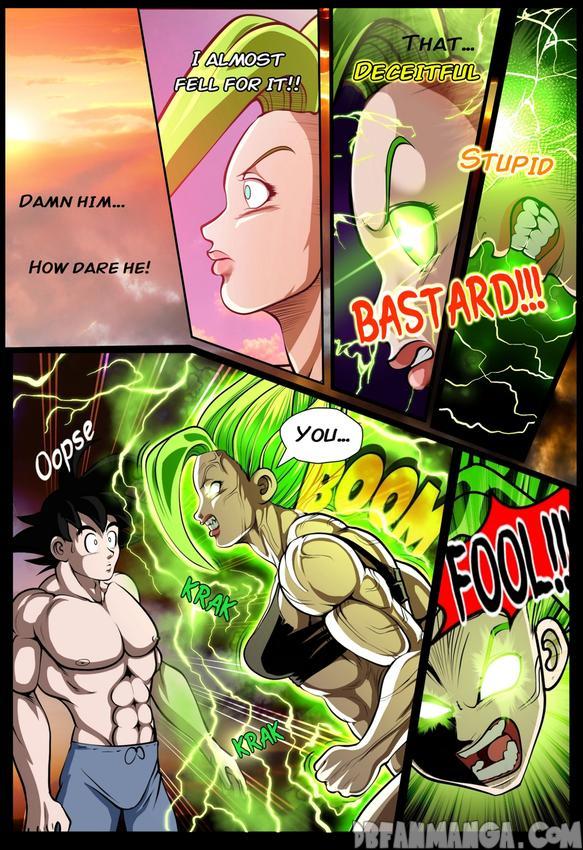 Damn him...
How dare he!
I almost
fell for it!!
That...
Deceitful
Stupid
BASTARD!!!
Oopse
You...
BOOM
KRAK
KRAK
FOOL!!!
DBFANMANGA.COM